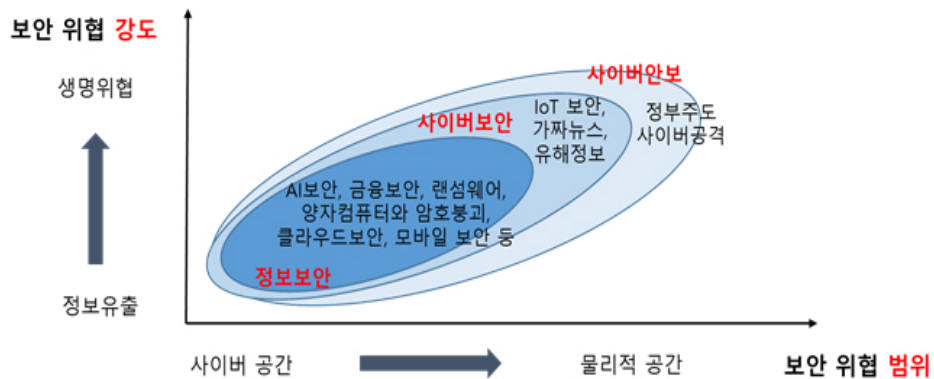 보안 위협 강도
생명위협
정보유출
사이버안보
정부주도
사이버공격
사이버보안
IoT 보안,
가짜뉴스,
유해정보
AI보안, 금융보안, 랜섬웨어,
양자컴퓨터와 암호붕괴,
클라우드보안, 모바일 보안 등
정보보안
사이버 공간
물리적 공간
보안 위협 범위